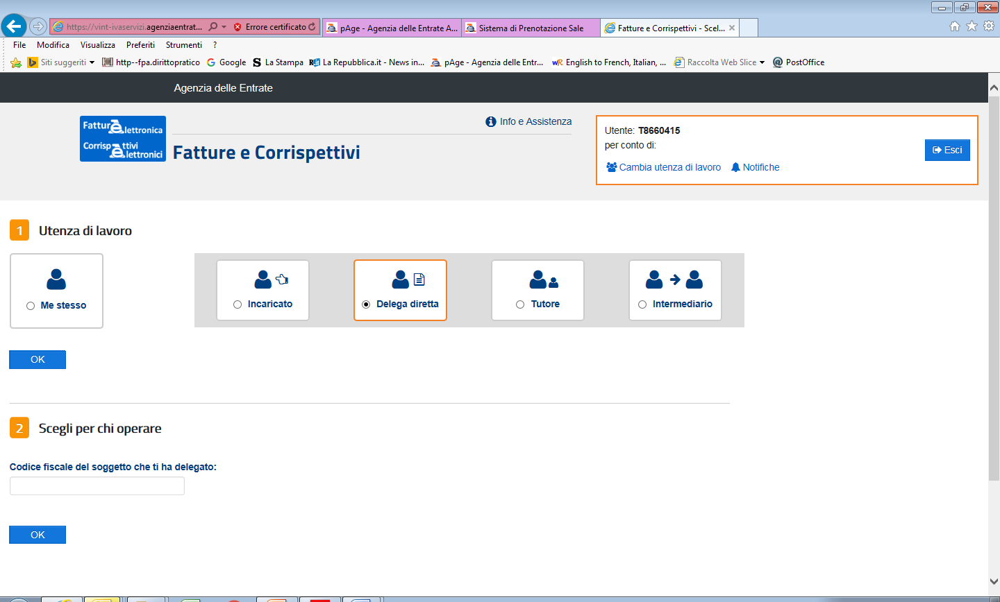 https://vint-ivaservizi.agenziaentrat... Errore certificato
pAge - Agenzia delle Entrate A...
Sistema di Prenotazione Sale
Fatture e Corrispettivi - Scel...
File Modifica Visualizza Preferiti Strumenti ?
Siti suggeriti http--fpa.dirittopratico Google La Stampa La Repubblica.it - News in... pAge - Agenzia delle Entr... English to French, Italian, ... Raccolta Web Slice PostOffice
Agenzia delle Entrate
Fattur@ elettronica
Corrispettivi elettronici
Info e Assistenza
Fatture e Corrispettivi
Utente: T8660415
per conto di:
Cambia utenza di lavoro Notifiche
Esci
1 Utenza di lavoro
Me stesso
Incaricato
Delega diretta
Tutore
Intermediario
OK
2 Scegli per chi operare
Codice fiscale del soggetto che ti ha delegato:
OK